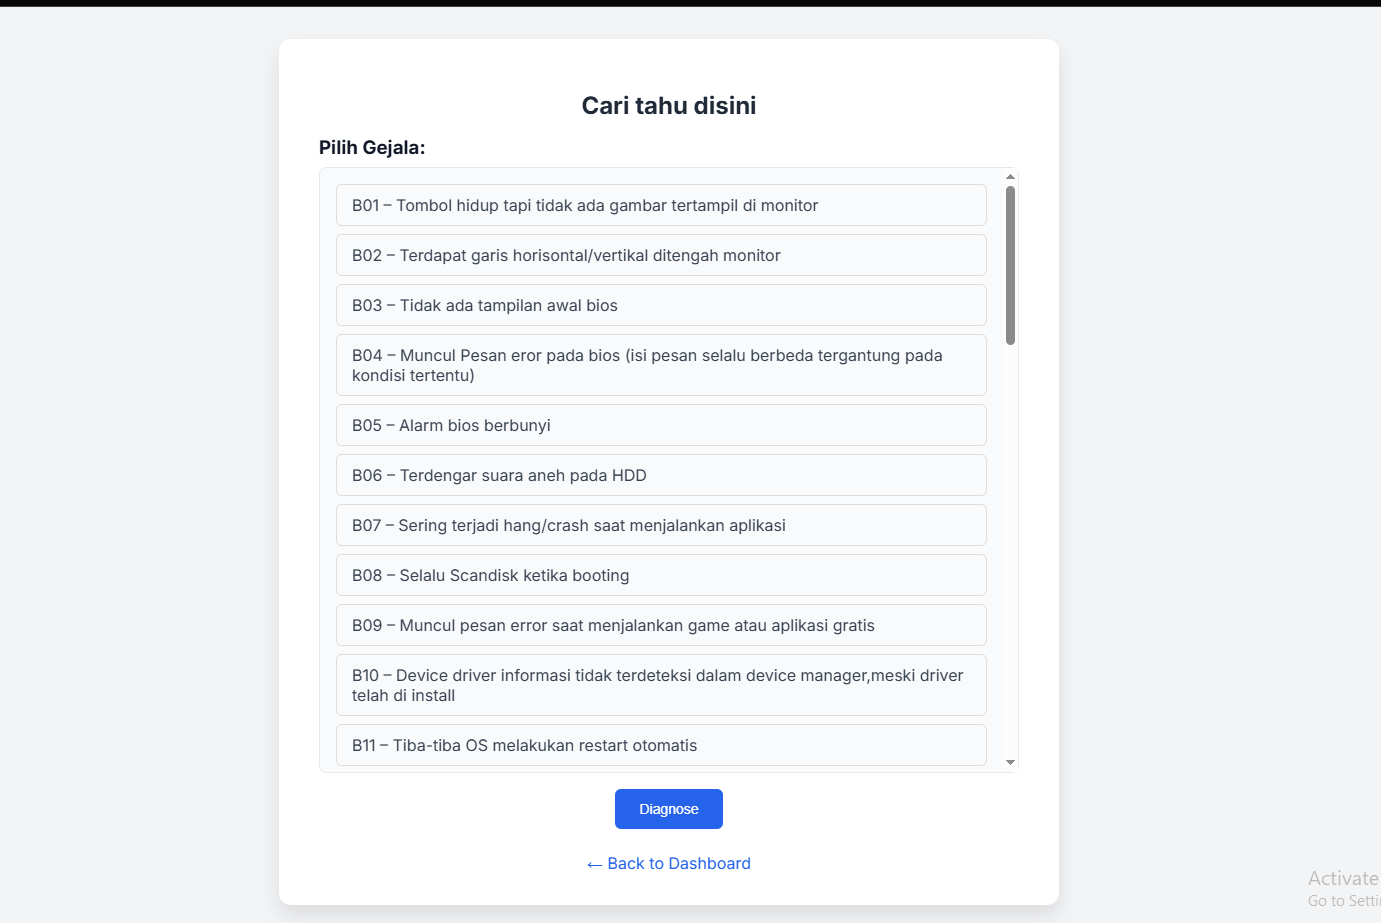 Cari tahu disini
Pilih Gejala:
B01 – Tombol hidup tapi tidak ada gambar tertampil di monitor
B02 – Terdapat garis horisontal/vertikal ditengah monitor
B03 – Tidak ada tampilan awal bios
B04 – Muncul Pesan eror pada bios (isi pesan selalu berbeda tergantung pada
kondisi tertentu)
B05 – Alarm bios berbunyi
B06 – Terdengar suara aneh pada HDD
B07 – Sering terjadi hang/crash saat menjalankan aplikasi
B08 – Selalu Scandisk ketika booting
B09 – Muncul pesan error saat menjalankan game atau aplikasi gratis
B10 – Device driver informasi tidak terdeteksi dalam device manager,meski driver
telah di install
B11 – Tiba-tiba OS melakukan restart otomatis
Diagnose
← Back to Dashboard
Activate
Go to Setti